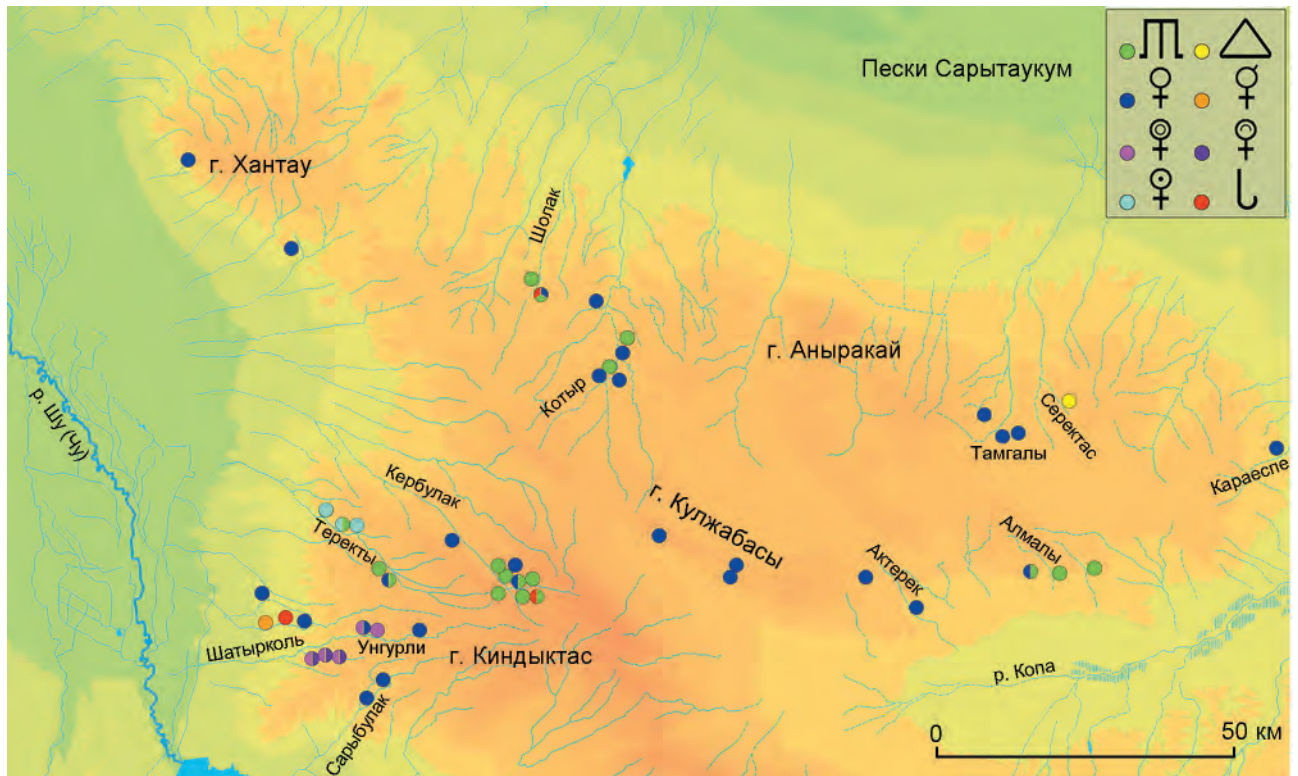 Пески Сарытаукум
г. Хантау
Шолак
г. Аныракай
Котыр
р. Шу (Чу)
Серектас
Тамгалы
Караеспе
Кербулак
г. Кулжабасы
Теректы
Алмалы
Актерек
Шатырколь
Унгурли
г. Киндыктас
р. Копа
Сарыбулак
0 50 км